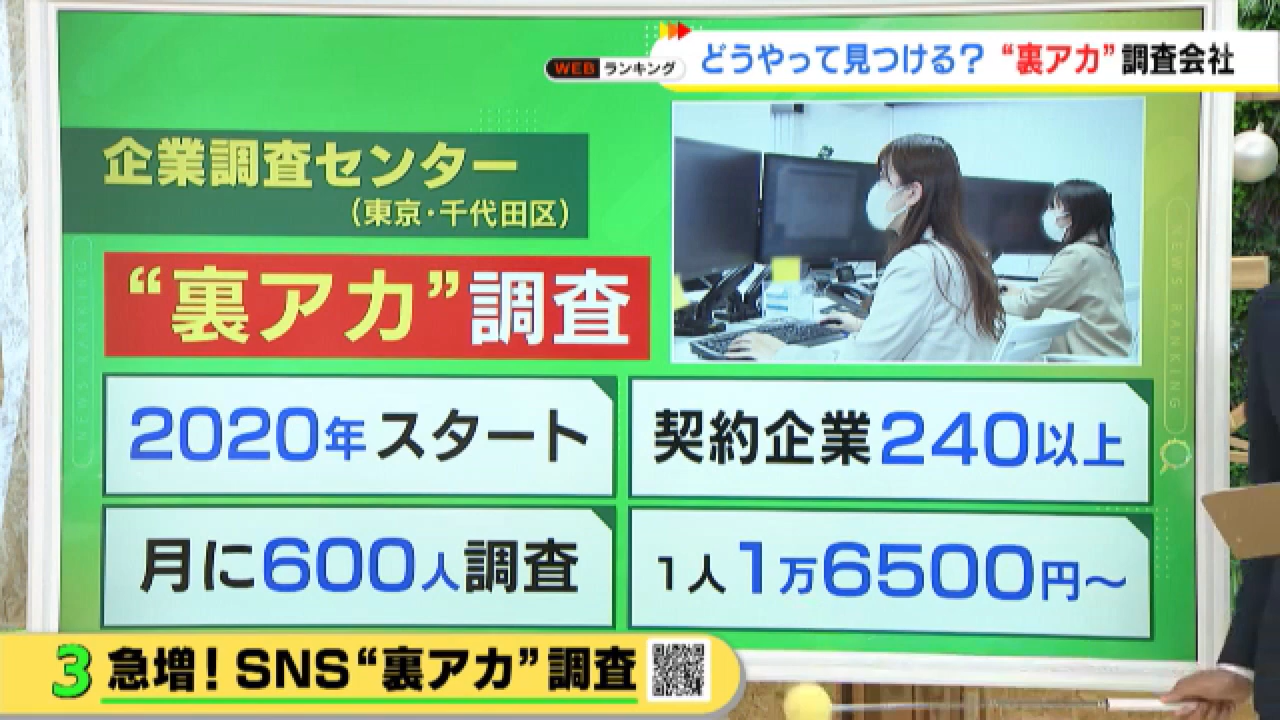 WEB ランキング
どうやって見つける？ “裏アカ”調査会社
企業調査センター
（東京・千代田区）
“裏アカ”調査
2020年スタート
契約企業240以上
月に600人調査
1人1万6500円～
NEWS RANKING
NEWS RANKING
3 急増！SNS“裏アカ”調査